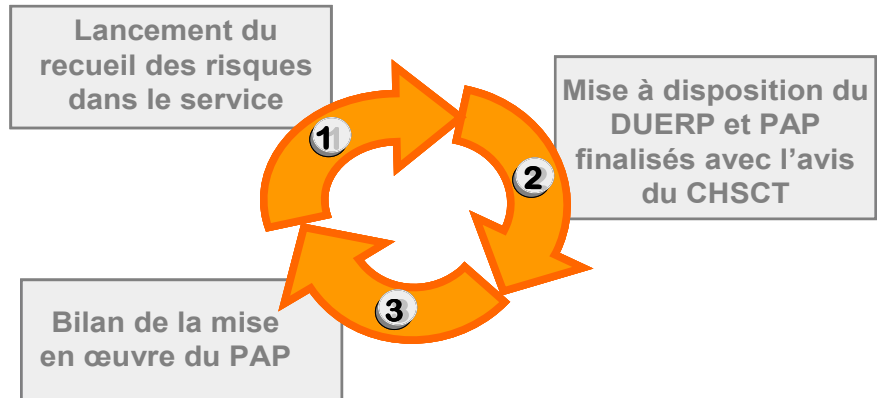 Lancement du
recueil des risques
dans le service
1
Mise à disposition du
DUERP et PAP
finalisés avec l’avis
du CHSCT
2
Bilan de la mise
en œuvre du PAP
3